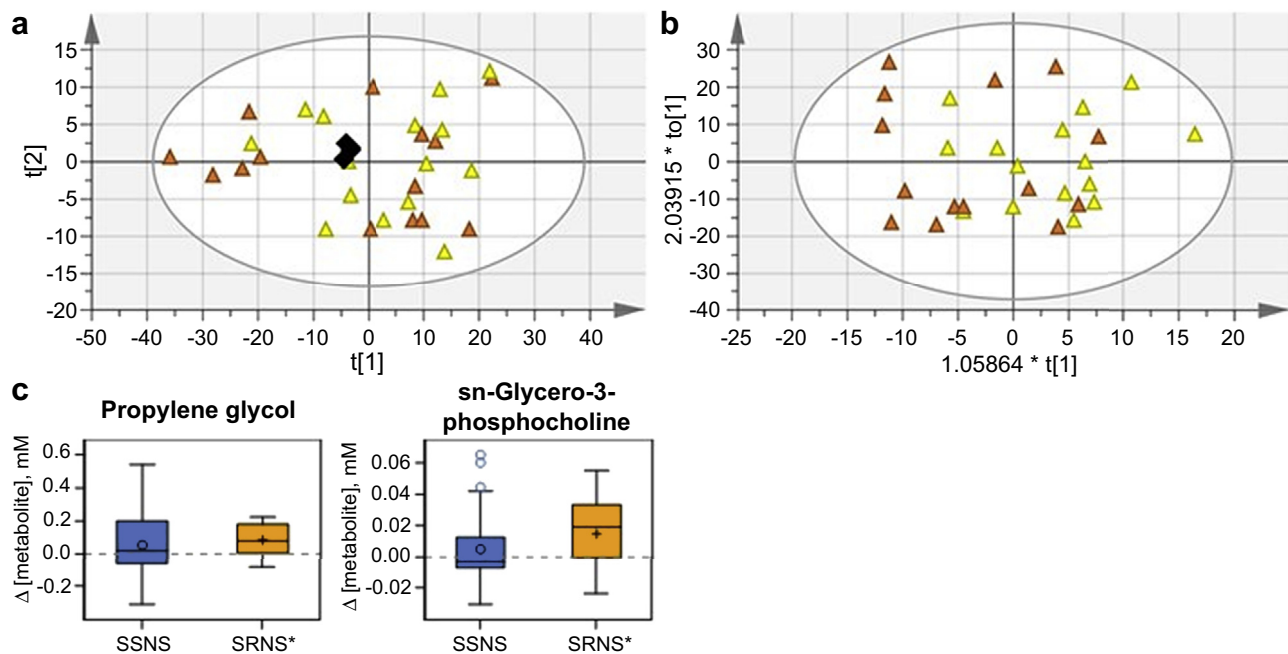 a
b
15
10
5
0
-5
-10
-15
-20
t[2]
-50 -40 -30 -20 -10 0 10 20 30 40
t[1]
30
20
10
0
-10
-20
-30
-40
2.03915 * to[1]
-25 -20 -15 -10 -5 0 5 10 15 20
1.05864 * t[1]
c
Propylene glycol
Δ [metabolite], mM
0.6
0.4
0.2
0.0
-0.2
SSNS SRNS*
sn-Glycero-3-
phosphocholine
Δ [metabolite], mM
0.06
0.04
0.02
0.00
-0.02
SSNS SRNS*